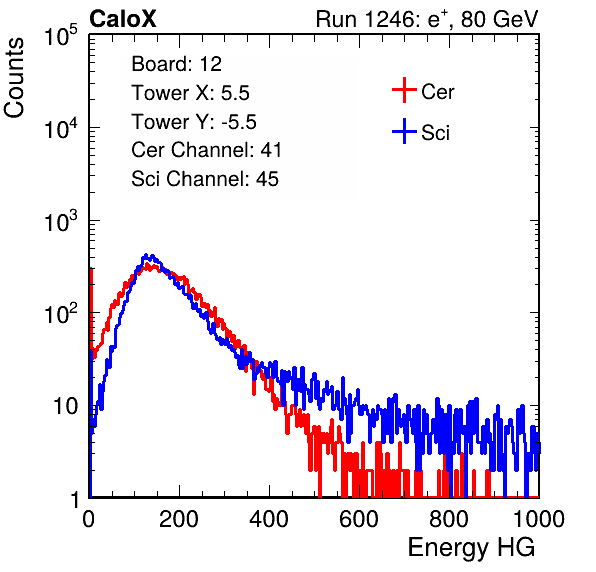 CaloX Run 1246: e⁺, 80 GeV
Counts
Board: 12
Tower X: 5.5
Tower Y: -5.5
Cer Channel: 41
Sci Channel: 45
Cer
Sci
10⁵
10⁴
10³
10²
10
1
0 200 400 600 800 1000
Energy HG